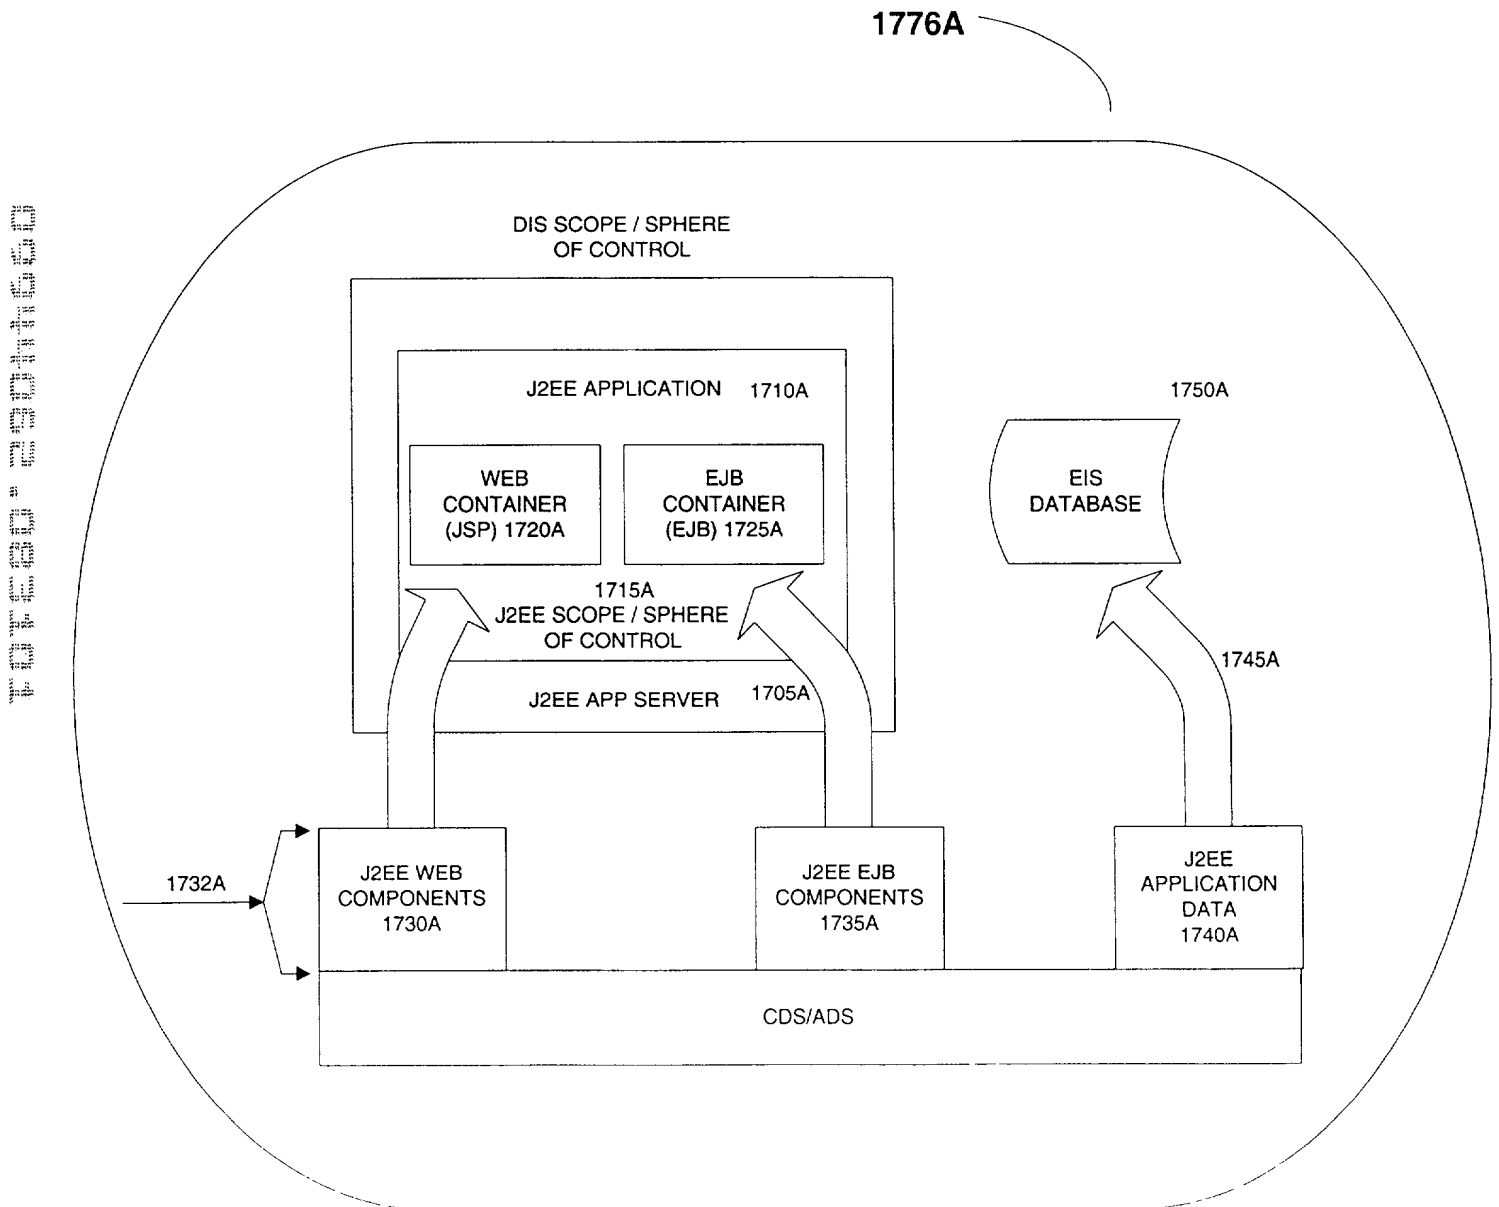 1776A
DIS SCOPE / SPHERE
OF CONTROL
J2EE APPLICATION 1710A
1750A
WEB
CONTAINER
(JSP) 1720A
EJB
CONTAINER
(EJB) 1725A
EIS
DATABASE
1715A
J2EE SCOPE / SPHERE
OF CONTROL
1745A
J2EE APP SERVER 1705A
1732A
J2EE WEB
COMPONENTS
1730A
J2EE EJB
COMPONENTS
1735A
J2EE
APPLICATION
DATA
1740A
CDS/ADS